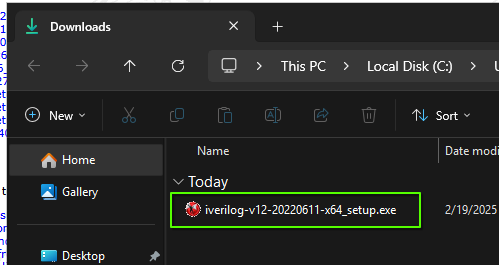 Downloads
This PC
Local Disk (C:)
New
Sort
Home
Gallery
Desktop
Name
Date modi
Today
iverilog-v12-20220611-x64_setup.exe
2/19/2025